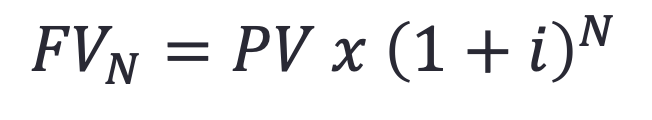 FV_N = PV x (1 + i)^N